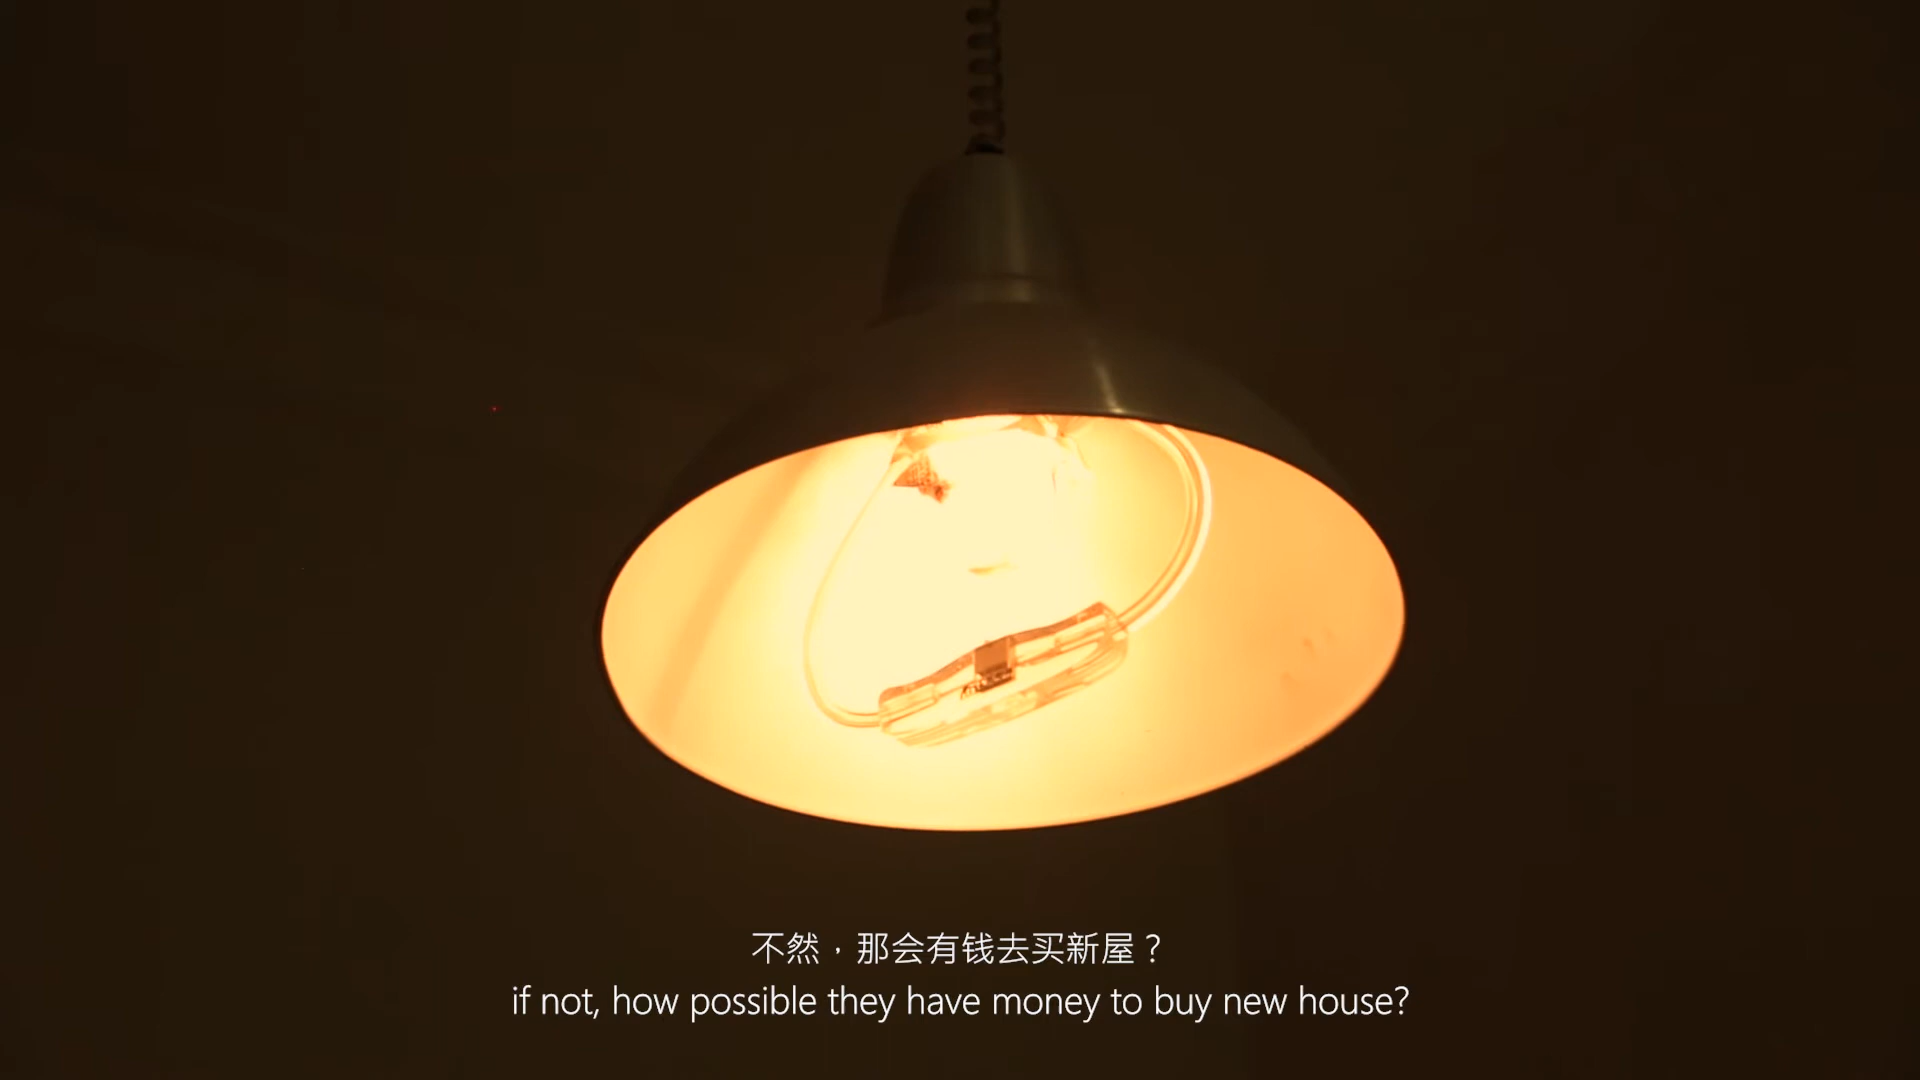 不然，那会有钱去买新屋？
if not, how possible they have money to buy new house?